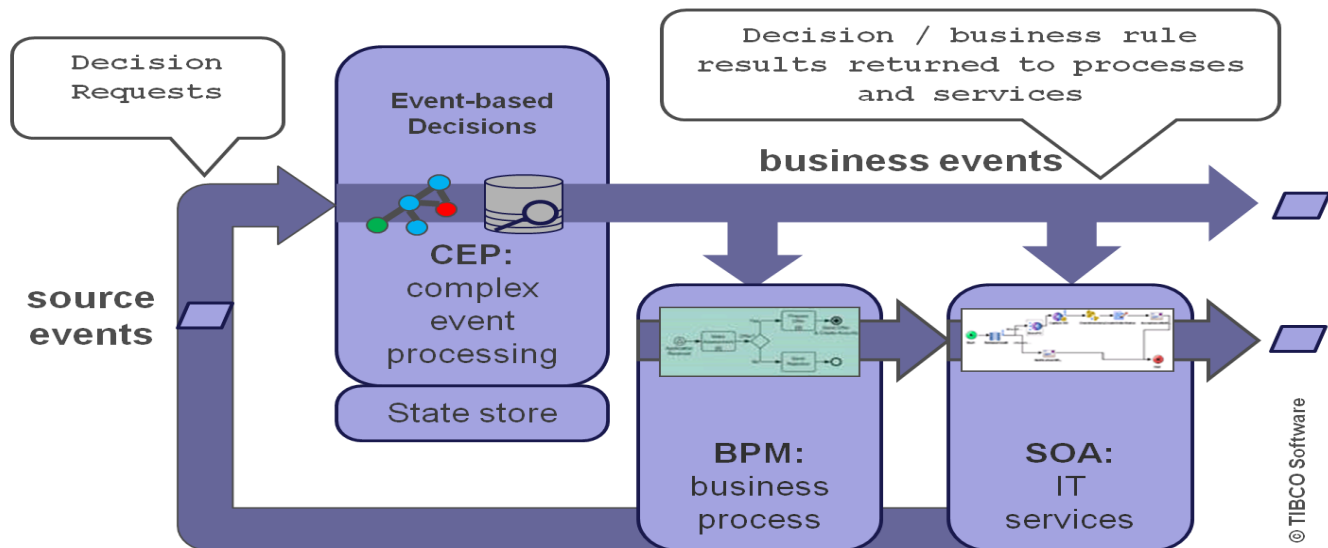 Decision
Requests
Decision / business rule
results returned to processes
and services
Event-based
Decisions
business events
CEP:
complex
event
processing
source
events
State store
BPM:
business
process
SOA:
IT
services
© TIBCO Software